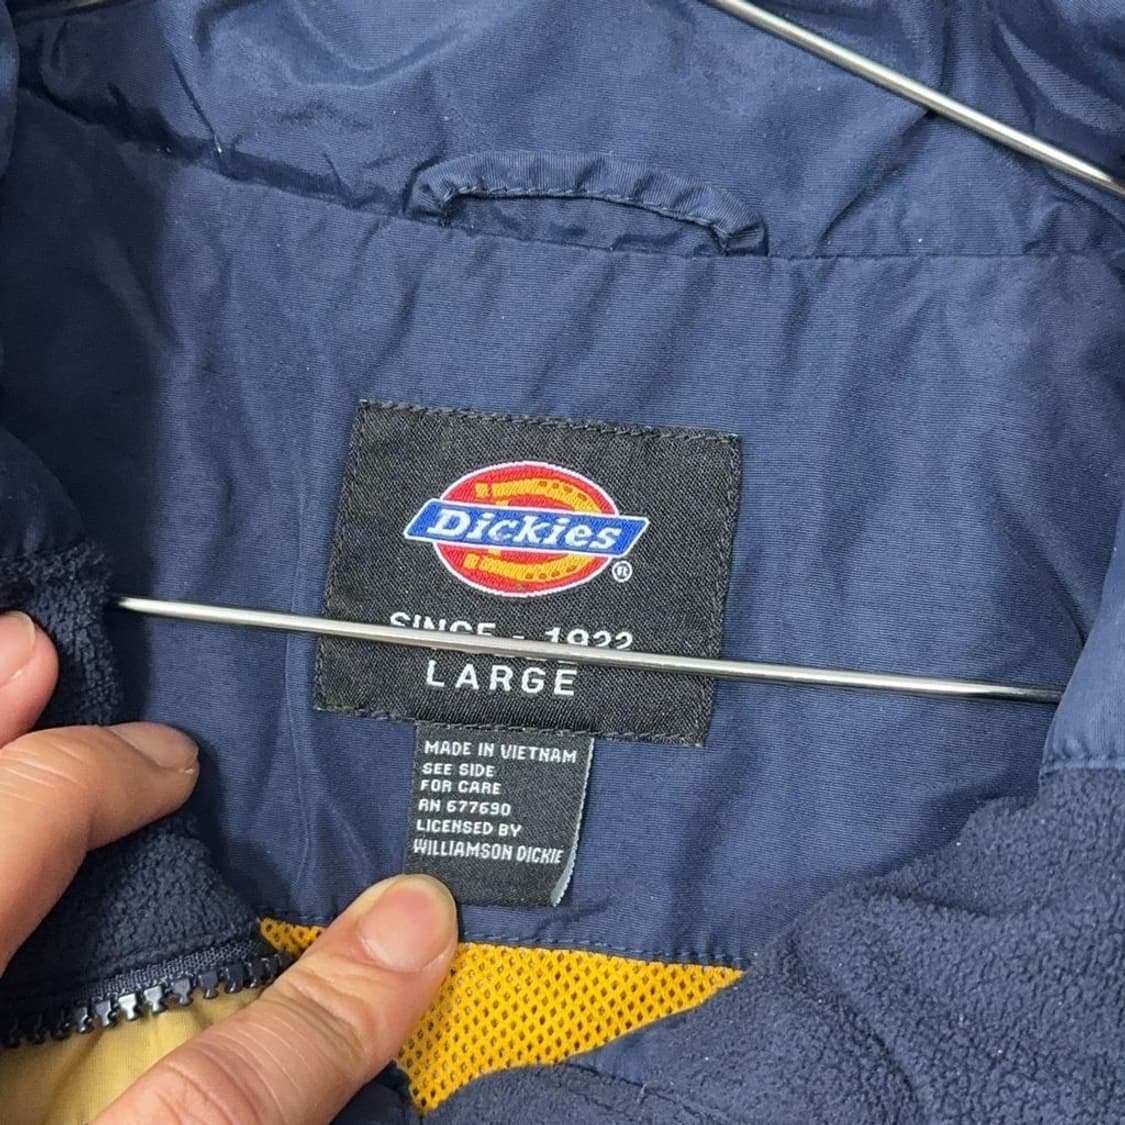 Dickies
®
SINCE - 1922
LARGE
MADE IN VIETNAM
SEE SIDE
FOR CARE
RN 677690
LICENSED BY
WILLIAMSON DICKIE